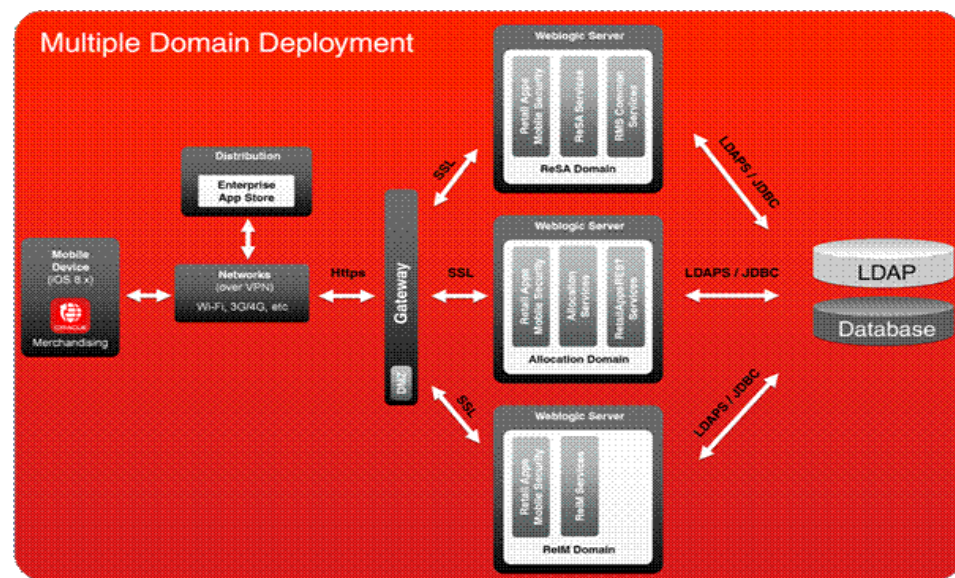 Multiple Domain Deployment
Mobile
Device
(iOS 8.x)
ORACLE
Merchandising
Distribution
Enterprise
App Store
Networks
(over VPN)
Wi-Fi, 3G/4G, etc
Https
Gateway
DMZ
SSL
SSL
SSL
Weblogic Server
Retail Apps
Mobile Security
ReSA Services
RMS Common
Services
ReSA Domain
Weblogic Server
Retail Apps
Mobile Security
Allocation
Services
RetailAppsREST
Services
Allocation Domain
Weblogic Server
Retail Apps
Mobile Security
ReIM Services
ReIM Domain
LDAPS / JDBC
LDAPS / JDBC
LDAPS / JDBC
LDAP
Database